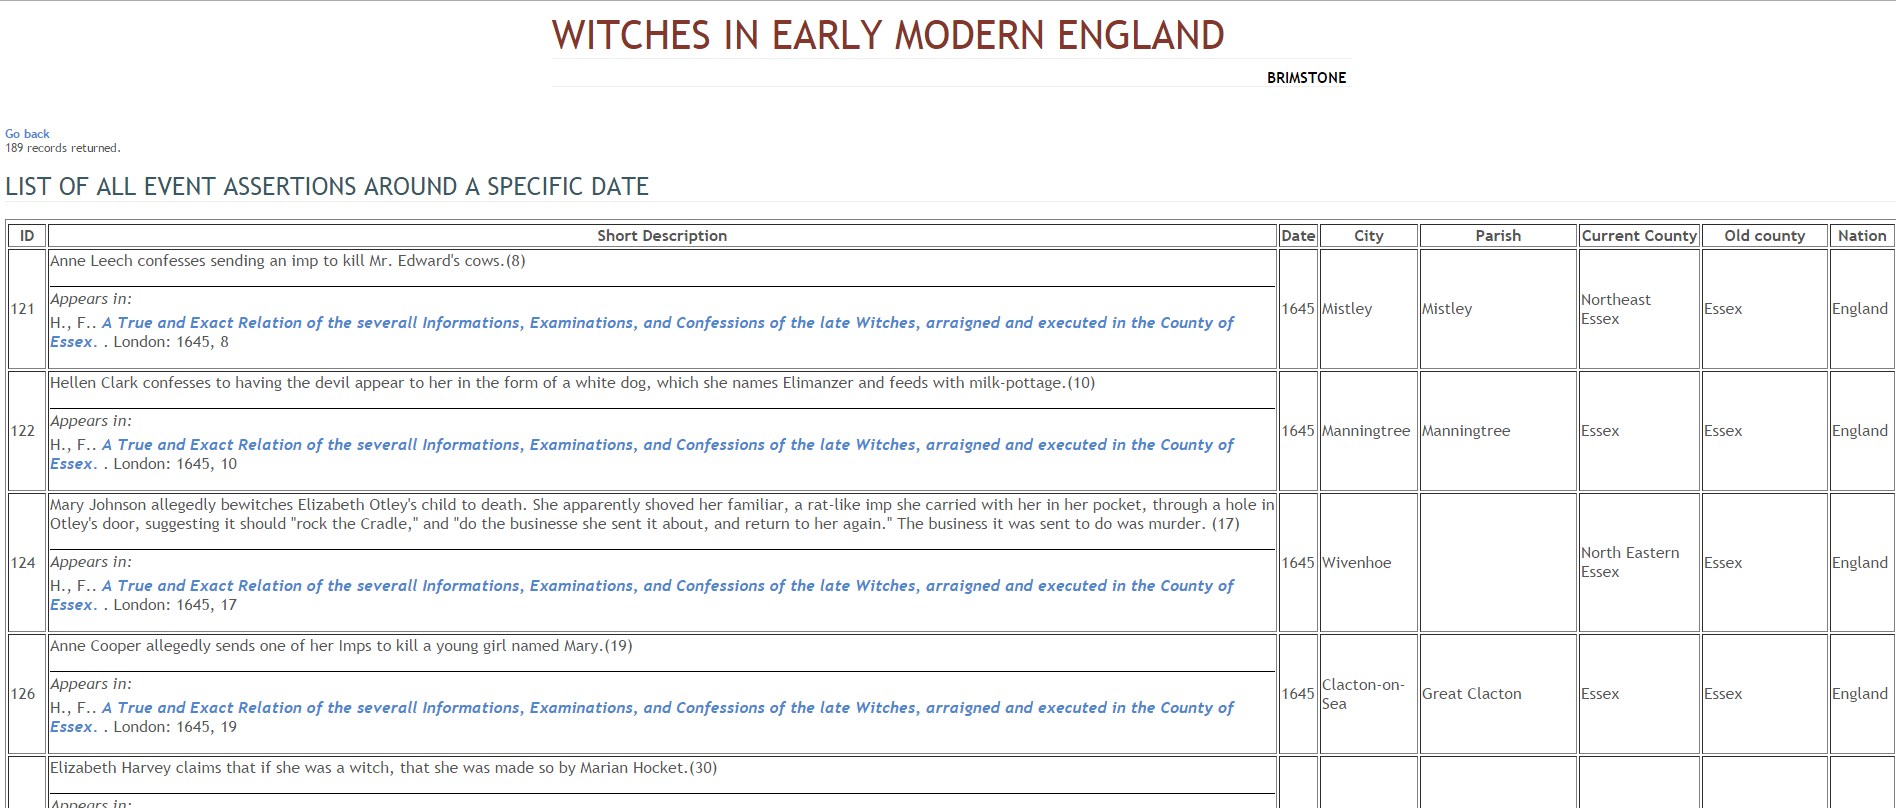 WITCHES IN EARLY MODERN ENGLAND
BRIMSTONE
Go back
189 records returned.
LIST OF ALL EVENT ASSERTIONS AROUND A SPECIFIC DATE
ID Short Description Date City Parish Current County Old county Nation
Anne Leech confesses sending an imp to kill Mr. Edward's cows.(8)
Appears in:
121 1645 Mistley Mistley Northeast Essex Essex England
H., F.. A True and Exact Relation of the severall Informations, Examinations, and Confessions of the late Witches, arraigned and executed in the County of
Essex. . London: 1645, 8
Hellen Clark confesses to having the devil appear to her in the form of a white dog, which she names Elimanzer and feeds with milk-pottage.(10)
Appears in:
122 1645 Manningtree Manningtree Essex Essex England
H., F.. A True and Exact Relation of the severall Informations, Examinations, and Confessions of the late Witches, arraigned and executed in the County of
Essex. . London: 1645, 10
Mary Johnson allegedly bewitches Elizabeth Otley's child to death. She apparently shoved her familiar, a rat-like imp she carried with her in her pocket, through a hole in
Otley's door, suggesting it should "rock the Cradle," and "do the businesse she sent it about, and return to her again." The business it was sent to do was murder. (17)
Appears in:
124 1645 Wivenhoe North Eastern Essex Essex England
H., F.. A True and Exact Relation of the severall Informations, Examinations, and Confessions of the late Witches, arraigned and executed in the County of
Essex. . London: 1645, 17
Anne Cooper allegedly sends one of her Imps to kill a young girl named Mary.(19)
Appears in:
126 1645 Clacton-on-Sea Great Clacton Essex Essex England
H., F.. A True and Exact Relation of the severall Informations, Examinations, and Confessions of the late Witches, arraigned and executed in the County of
Essex. . London: 1645, 19
Elizabeth Harvey claims that if she was a witch, that she was made so by Marian Hocket.(30)
Appears in: